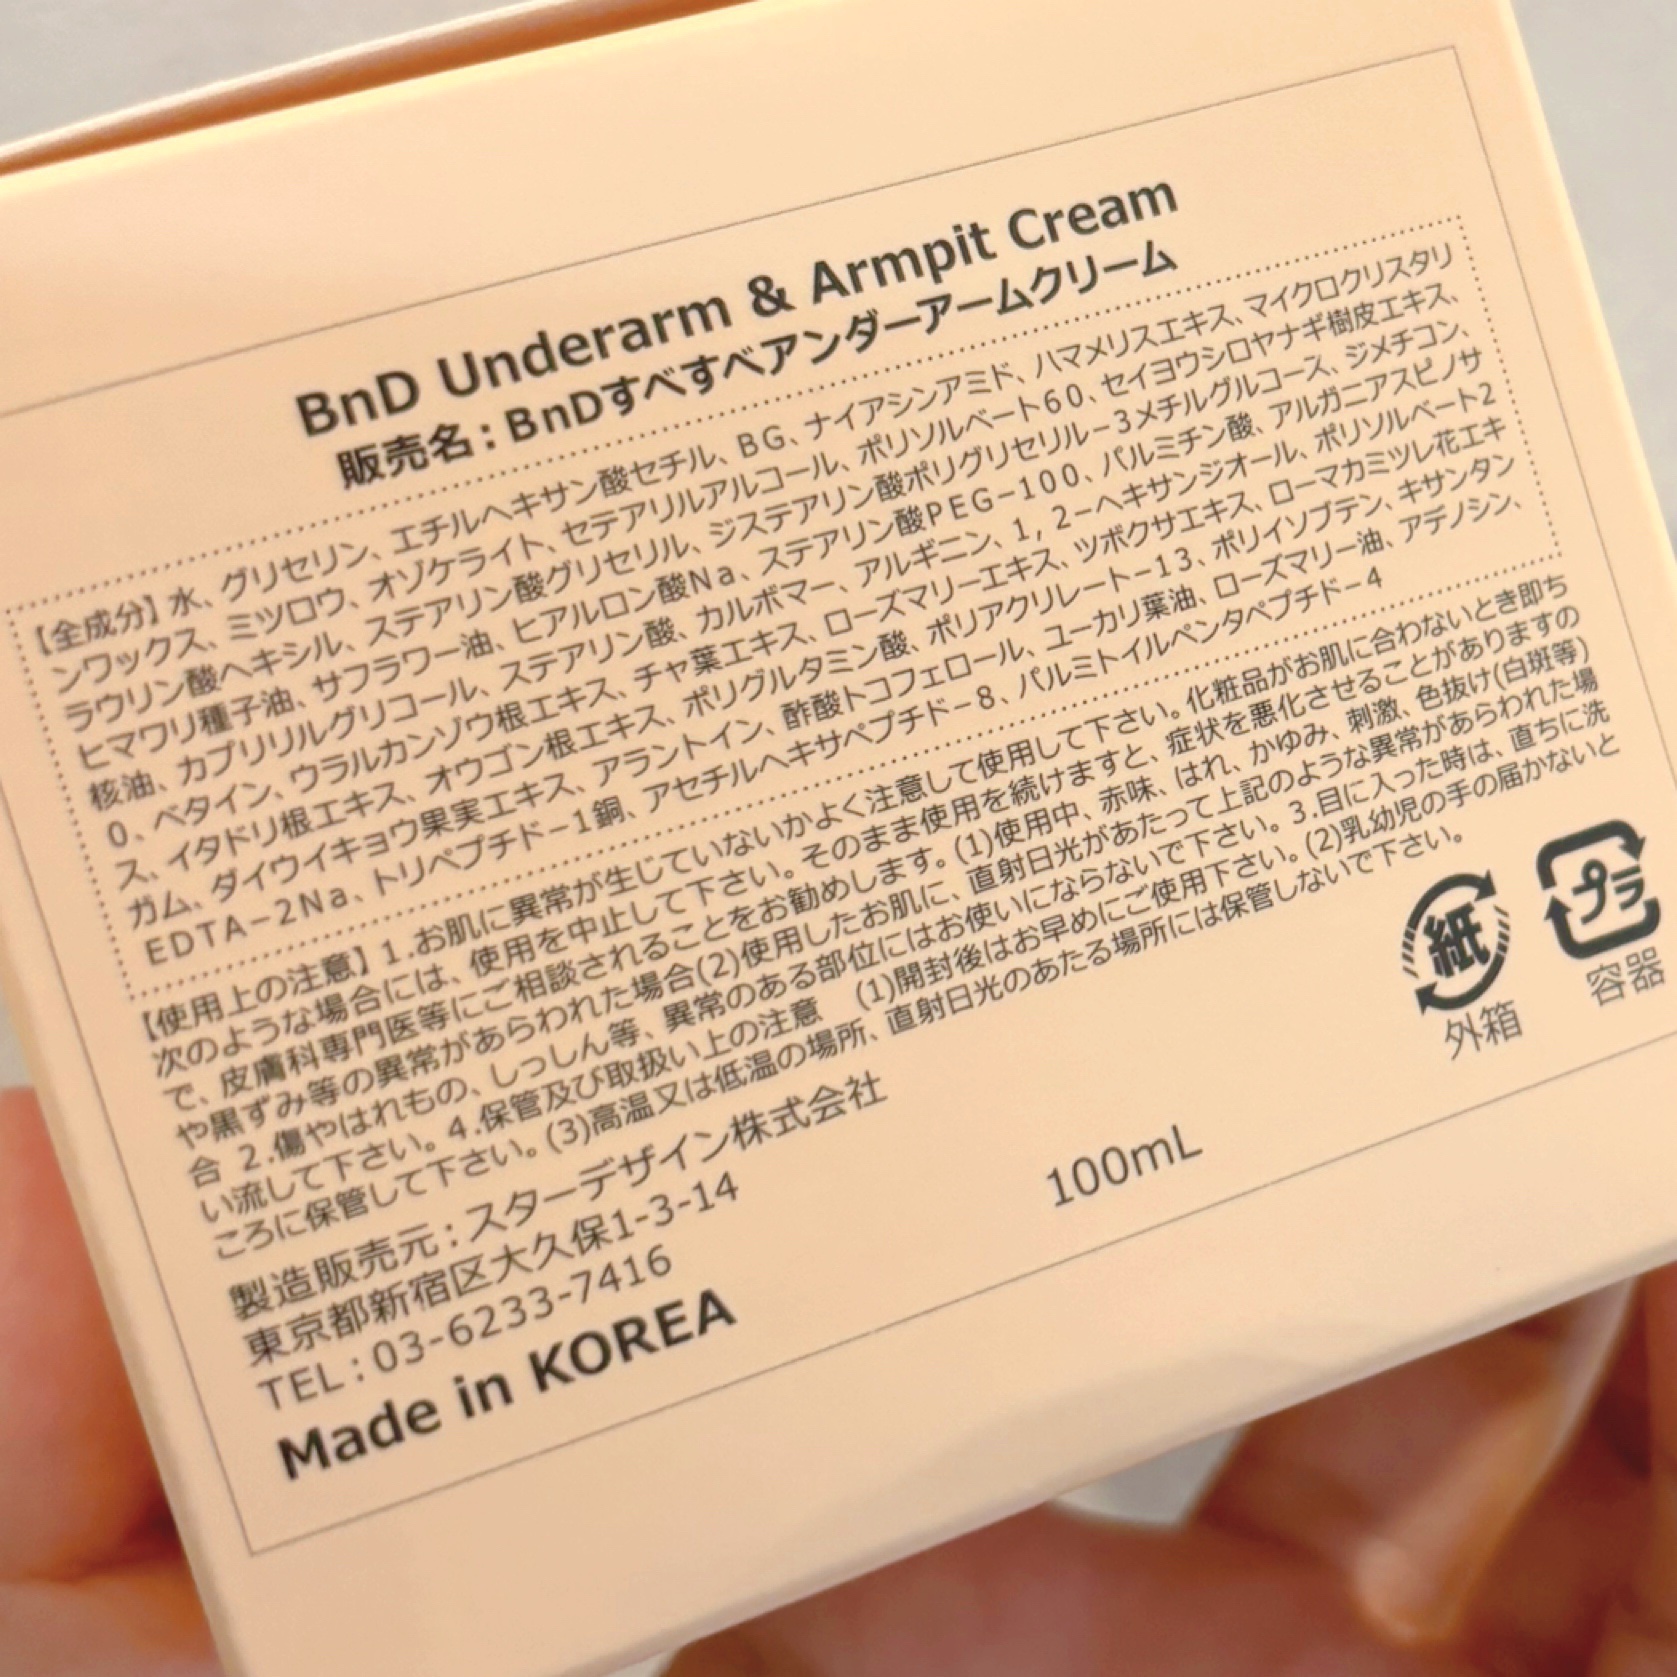 BnD Underarm & Armpit Cream
販売名：BnDすべすべアンダーアームクリーム
【全成分】水、グリセリン、エチルヘキサン酸セチル、BG、ナイアシンアミド、ハマメリスエキス、マイクロクリスタリ
ンワックス、ミツロウ、オゾケライト、セテアリルアルコール、ポリソルベート60、セイヨウシロヤナギ樹皮エキス、
ラウリン酸ヘキシル、ステアリン酸グリセリル、ジステアリン酸ポリグリセリル-3メチルグルコース、ジメチコン、
ヒマワリ種子油、サフラワー油、ヒアルロン酸Na、ステアリン酸PEG-100、パルミチン酸、アルガニアスピノサ
核油、カプリリルグリコール、ステアリン酸、カルボマー、アルギニン、1, 2-ヘキサンジオール、ポリソルベート2
0、ベタイン、ウラルカンゾウ根エキス、チャ葉エキス、ローズマリーエキス、ツボクサエキス、ローマカミツレ花エキ
ス、イタドリ根エキス、オウゴン根エキス、ポリグルタミン酸、ポリアクリレート-13、ポリイソブテン、キサンタン
ガム、ダイウイキョウ果実エキス、アラントイン、酢酸トコフェロール、ユーカリ葉油、ローズマリー油、アデノシン、
EDTA-2Na、トリペプチド-1銅、アセチルヘキサペプチド-8、パルミトイルペンタペプチド-4
【使用上の注意】1.お肌に異常が生じていないかよく注意して使用して下さい。化粧品がお肌に合わないとき即ち
次のような場合には、使用を中止して下さい。そのまま使用を続けますと、症状を悪化させることがありますの
で、皮膚科専門医等にご相談されることをお勧めします。(1)使用中、赤味、はれ、かゆみ、刺激、色抜け(白斑等)
や黒ずみ等の異常があらわれた場合(2)使用したお肌に、直射日光があたって上記のような異常があらわれた場
合 2.傷やはれもの、しっしん等、異常のある部位にはお使いにならないで下さい。3.目に入った時は、直ちに洗
い流して下さい。4.保管及び取扱い上の注意 (1)開封後はお早めにご使用下さい。(2)乳幼児の手の届かないと
ころに保管して下さい。(3)高温又は低温の場所、直射日光のあたる場所には保管しないで下さい。
製造販売元：スターデザイン株式会社
東京都新宿区大久保1-3-14
TEL：03-6233-7416
Made in KOREA
100mL
紙
外箱
プラ
容器